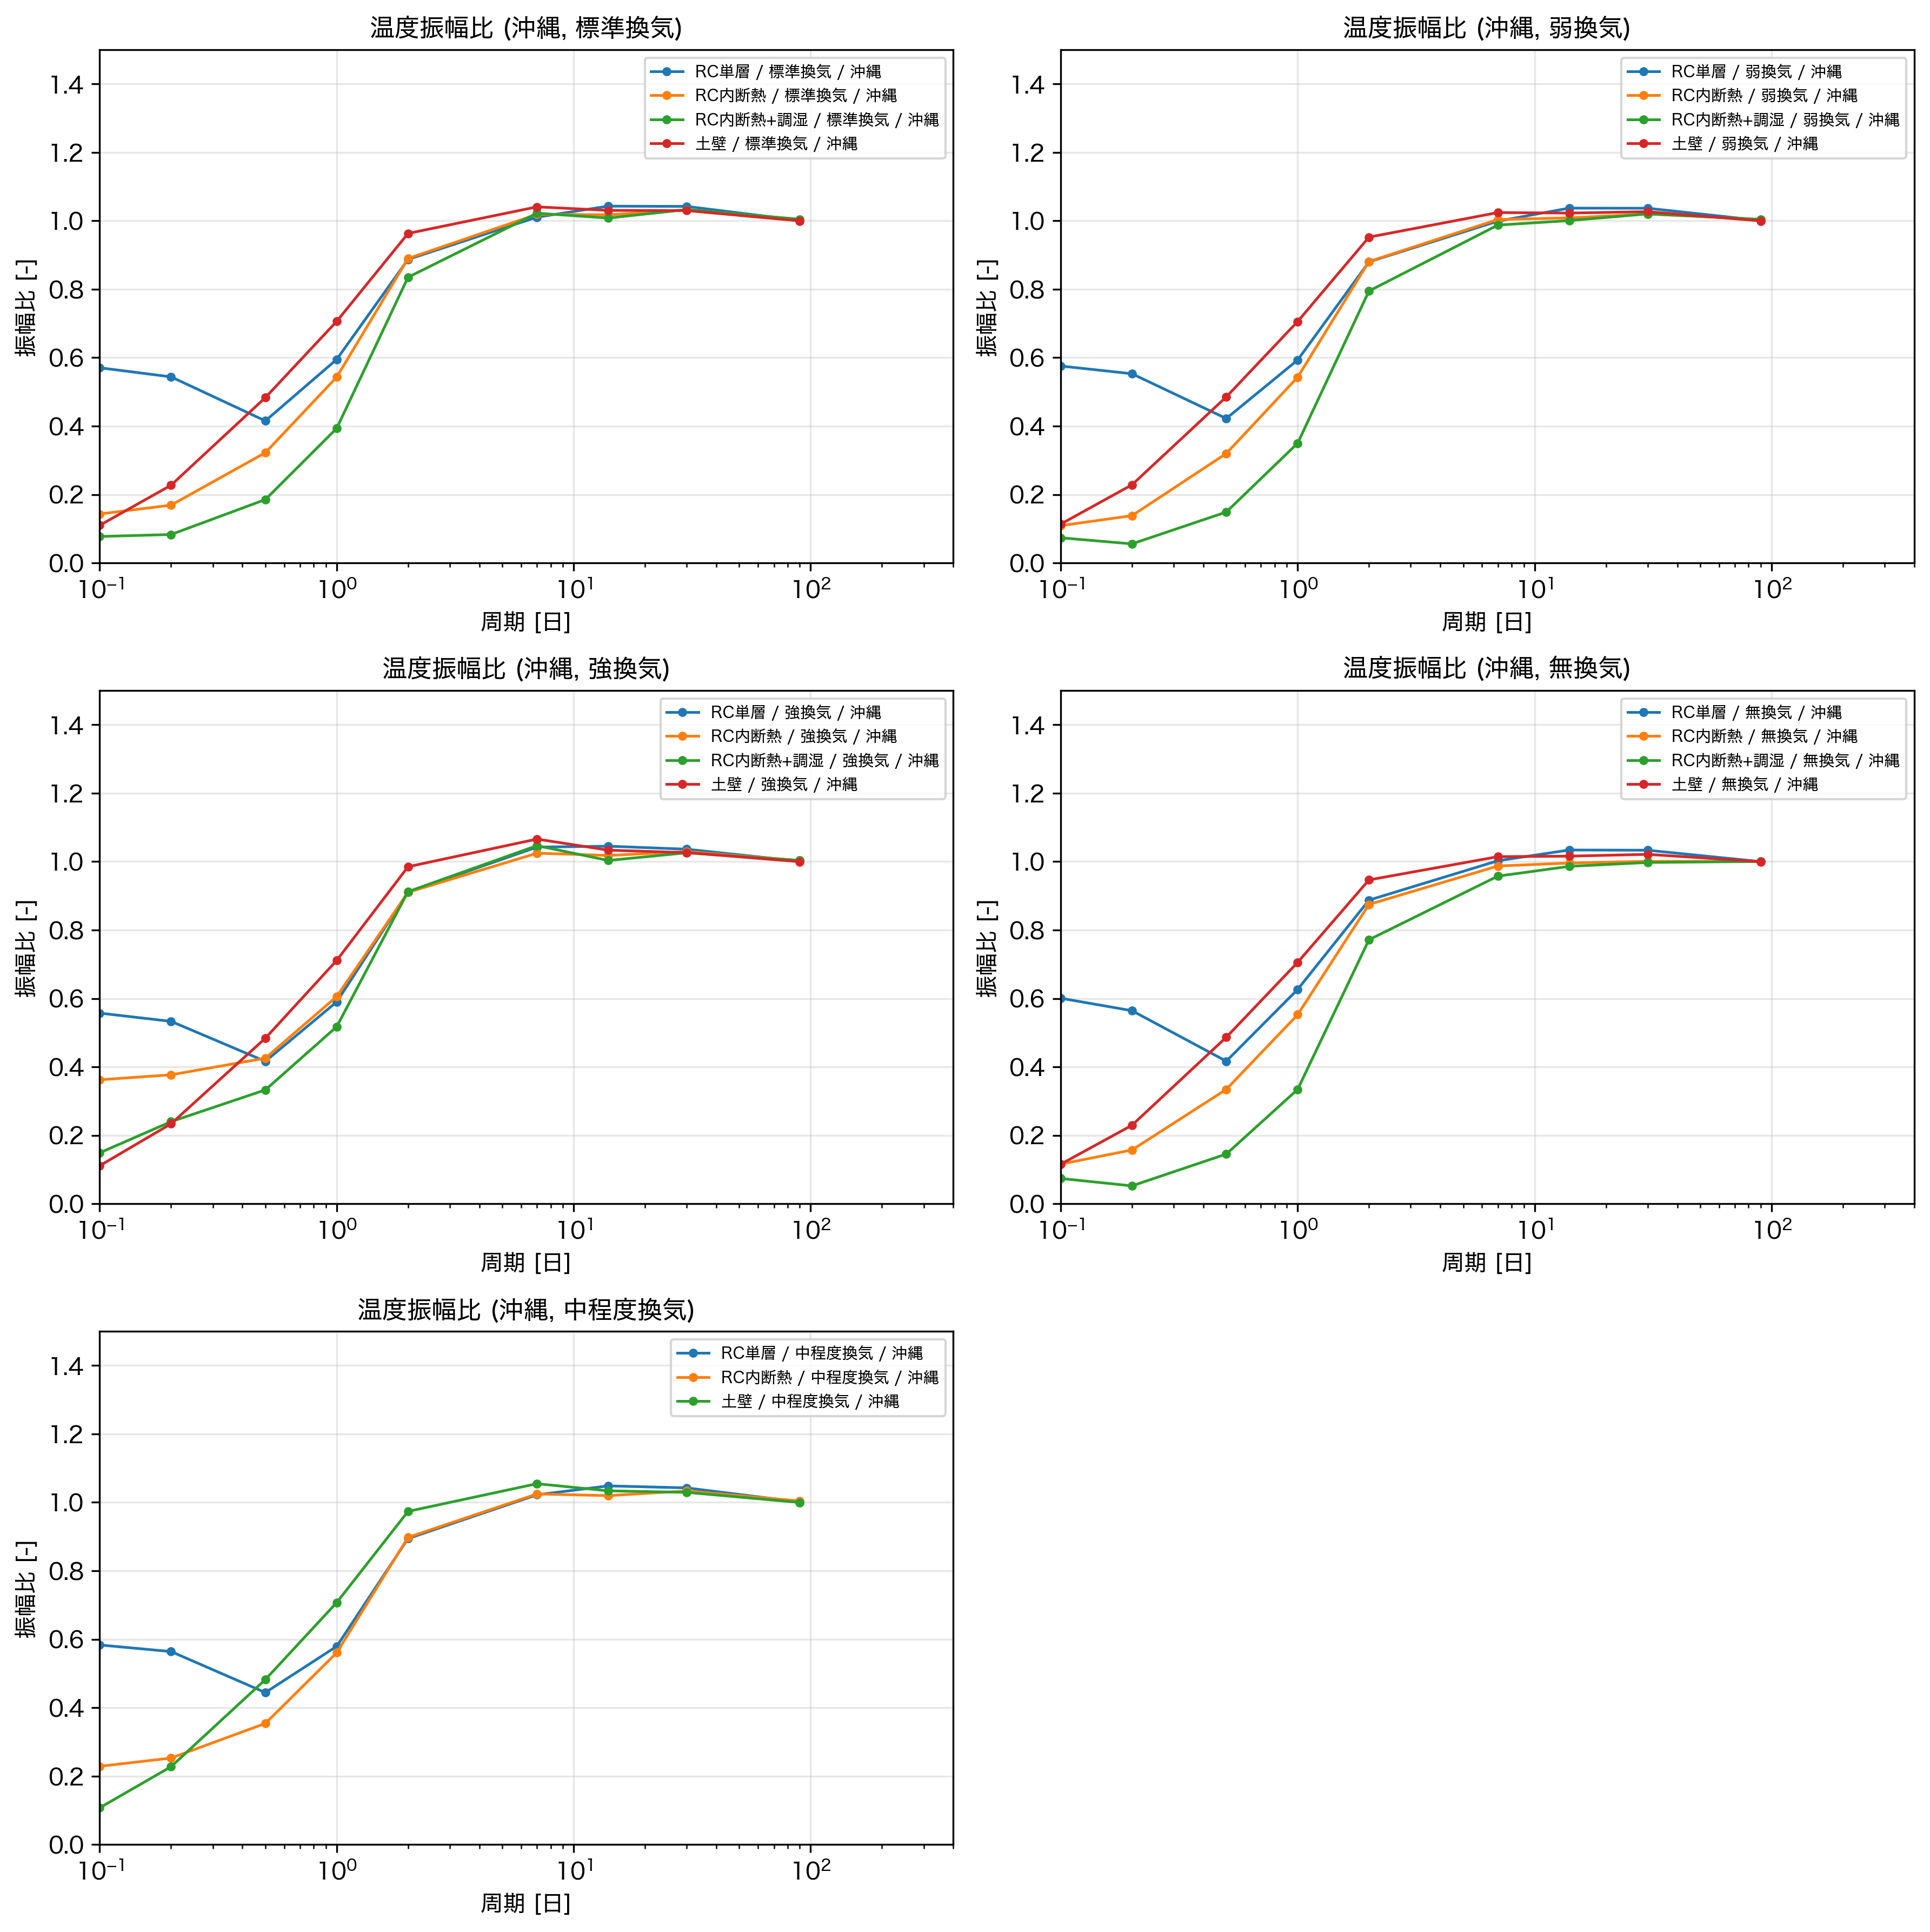 温度振幅比 (沖縄, 標準換気)
振幅比 [-]
1.4
1.2
1.0
0.8
0.6
0.4
0.2
0.0
RC単層 / 標準換気 / 沖縄
RC内断熱 / 標準換気 / 沖縄
RC内断熱+調湿 / 標準換気 / 沖縄
土壁 / 標準換気 / 沖縄
10⁻¹ 10⁰ 10¹ 10²
周期 [日]
温度振幅比 (沖縄, 弱換気)
振幅比 [-]
1.4
1.2
1.0
0.8
0.6
0.4
0.2
0.0
RC単層 / 弱換気 / 沖縄
RC内断熱 / 弱換気 / 沖縄
RC内断熱+調湿 / 弱換気 / 沖縄
土壁 / 弱換気 / 沖縄
10⁻¹ 10⁰ 10¹ 10²
周期 [日]
温度振幅比 (沖縄, 強換気)
振幅比 [-]
1.4
1.2
1.0
0.8
0.6
0.4
0.2
0.0
RC単層 / 強換気 / 沖縄
RC内断熱 / 強換気 / 沖縄
RC内断熱+調湿 / 強換気 / 沖縄
土壁 / 強換気 / 沖縄
10⁻¹ 10⁰ 10¹ 10²
周期 [日]
温度振幅比 (沖縄, 無換気)
振幅比 [-]
1.4
1.2
1.0
0.8
0.6
0.4
0.2
0.0
RC単層 / 無換気 / 沖縄
RC内断熱 / 無換気 / 沖縄
RC内断熱+調湿 / 無換気 / 沖縄
土壁 / 無換気 / 沖縄
10⁻¹ 10⁰ 10¹ 10²
周期 [日]
温度振幅比 (沖縄, 中程度換気)
振幅比 [-]
1.4
1.2
1.0
0.8
0.6
0.4
0.2
0.0
RC単層 / 中程度換気 / 沖縄
RC内断熱 / 中程度換気 / 沖縄
土壁 / 中程度換気 / 沖縄
10⁻¹ 10⁰ 10¹ 10²
周期 [日]